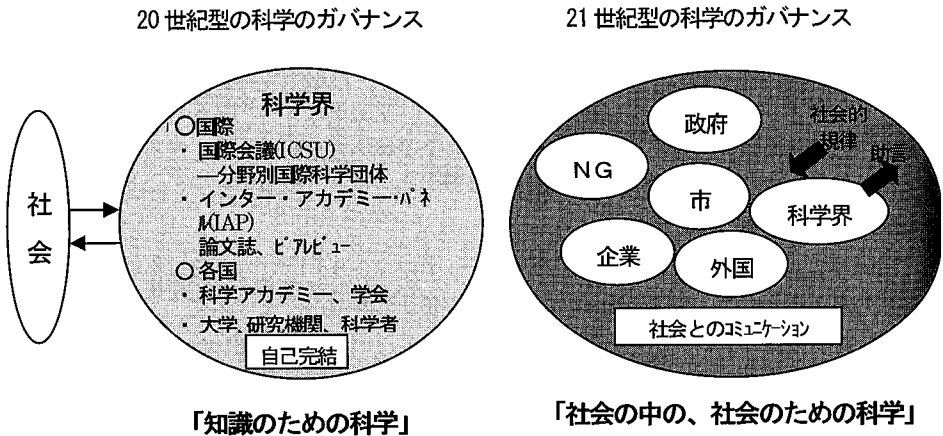 20世紀型の科学のガバナンス
21世紀型の科学のガバナンス
社会
科学界
○国際
・ 国際会議(ICSU)
―分野別国際科学団体
・ インター・アカデミー・パネ
ル(IAP)
論文誌、ピアレビュー
○ 各国
・ 科学アカデミー、学会
・ 大学、研究機関、科学者
自己完結
「知識のための科学」
政府
社会的
規律
助言
NG
市
科学界
企業
外国
社会とのコミュニケーション
「社会の中の、社会のための科学」